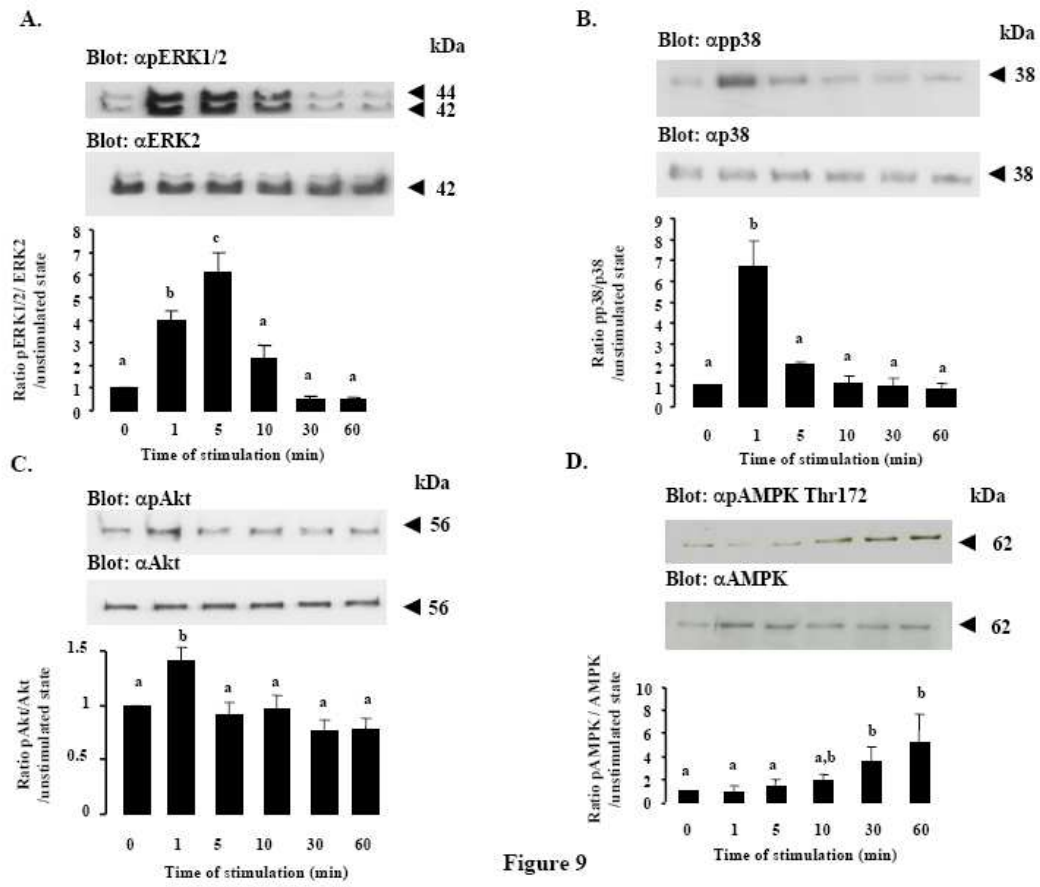 A.
kDa
Blot: αpERK1/2
44
42
Blot: αERK2
42
Ratio pERK1/2/ ERK2
/unstimulated state
8
7
6
5
4
3
2
1
0
a
b
c
a
a
a
0 1 5 10 30 60
Time of stimulation (min)
B.
kDa
Blot: αpp38
38
Blot: αp38
38
Ratio pp38/p38
/unstimulated state
9
8
7
6
5
4
3
2
1
0
a
b
a
a
a
a
0 1 5 10 30 60
Time of stimulation (min)
C.
kDa
Blot: αpAkt
56
Blot: αAkt
56
Ratio pAkt/Akt
/unstimulated state
1.5
1
0.5
0
a
b
a
a
a
a
0 1 5 10 30 60
Time of stimulation (min)
D.
Blot: αpAMPK Thr172 kDa
62
Blot: αAMPK
62
Ratio pAMPK / AMPK
/unstimulated state
10
8
6
4
2
0
a
a
a
a,b
b
b
0 1 5 10 30 60
Time of stimulation (min)
Figure 9